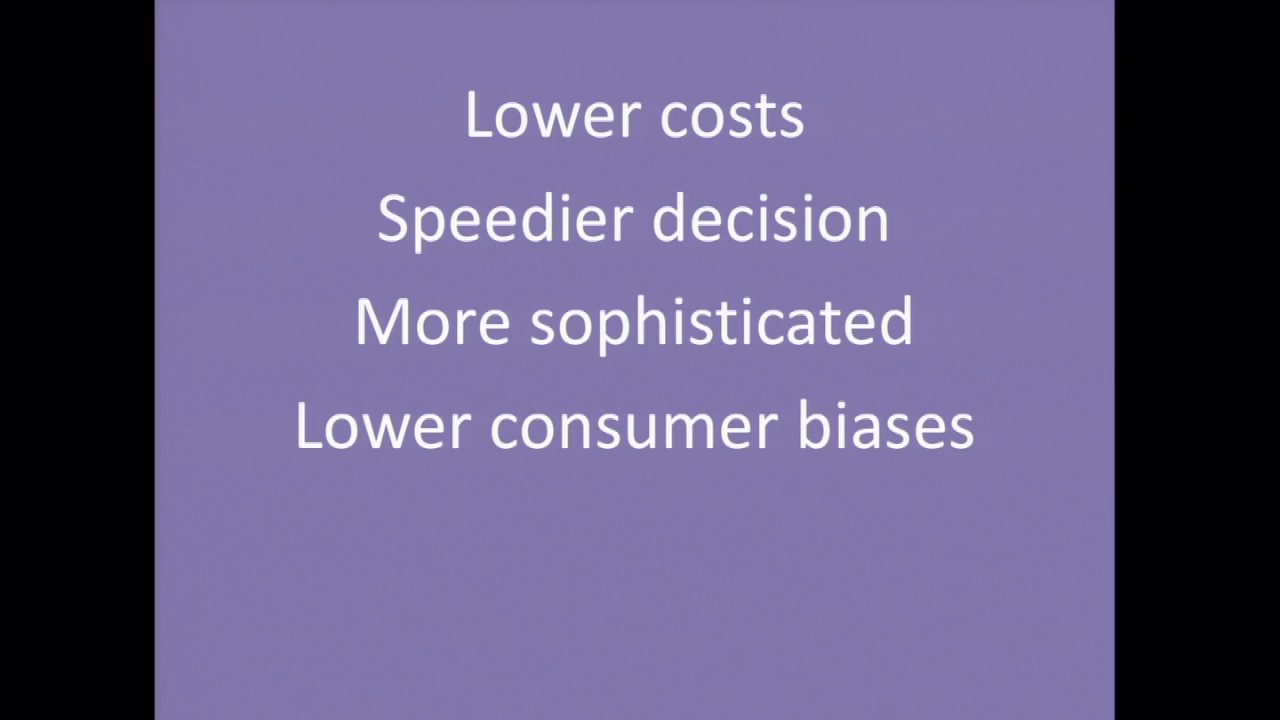 Lower costs
Speedier decision
More sophisticated
Lower consumer biases